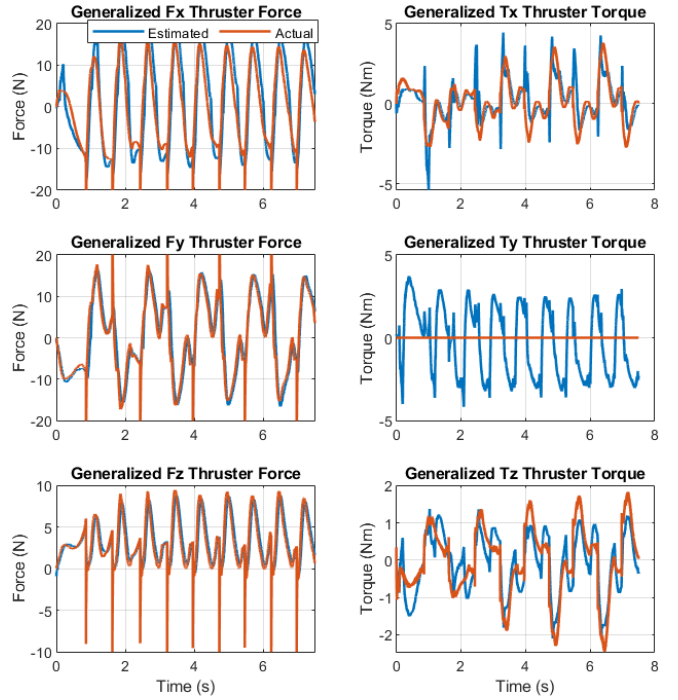 Generalized Fx Thruster Force
Estimated Actual
20
10
0
-10
-20
Force (N)
0 2 4 6
Generalized Tx Thruster Torque
5
0
-5
Torque (Nm)
0 2 4 6 8
Generalized Fy Thruster Force
20
10
0
-10
-20
Force (N)
0 2 4 6
Generalized Ty Thruster Torque
5
0
-5
Torque (Nm)
0 2 4 6 8
Generalized Fz Thruster Force
10
5
0
-5
-10
Force (N)
0 2 4 6
Time (s)
Generalized Tz Thruster Torque
2
1
0
-1
-2
Torque (Nm)
0 2 4 6 8
Time (s)